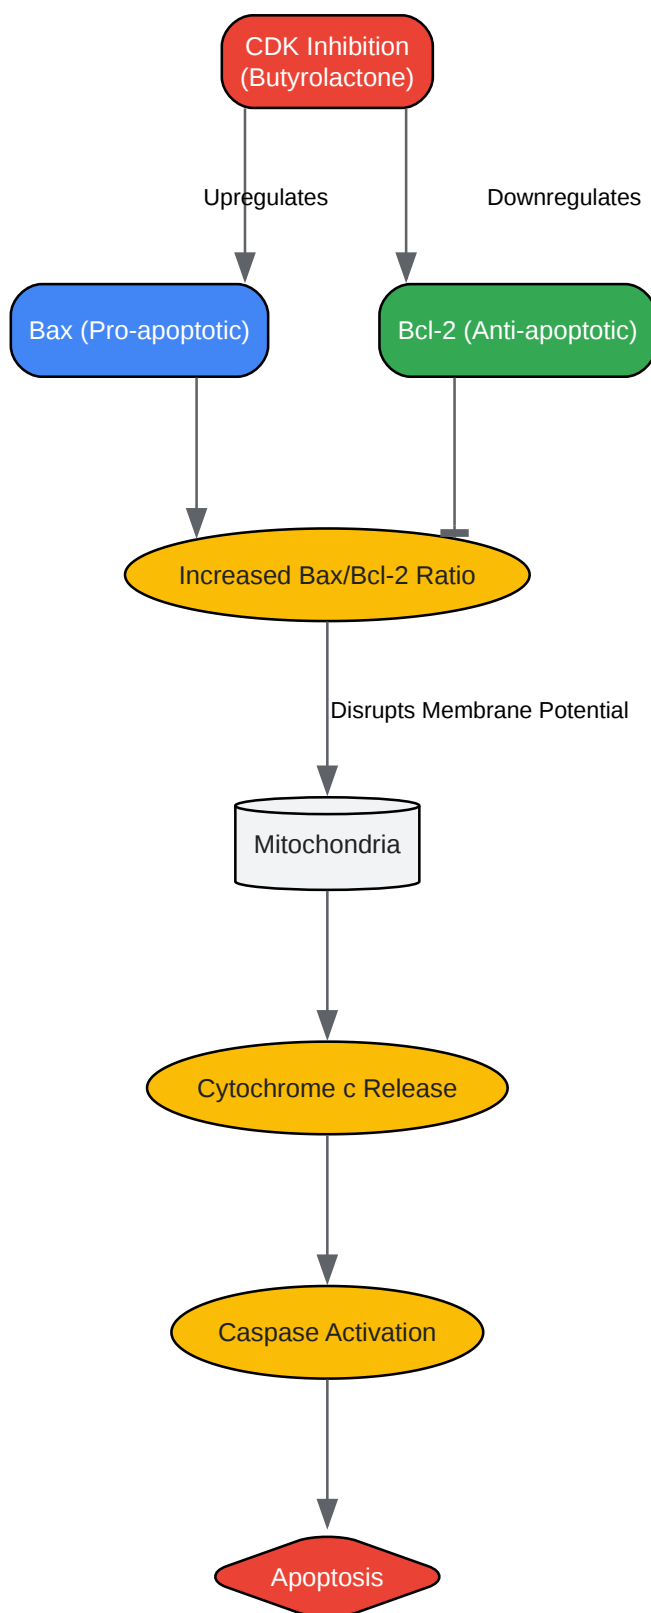 CDK Inhibition
(Butyrolactone)
Upregulates
Downregulates
Bax (Pro-apoptotic)
Bcl-2 (Anti-apoptotic)
Increased Bax/Bcl-2 Ratio
Disrupts Membrane Potential
Mitochondria
Cytochrome c Release
Caspase Activation
Apoptosis